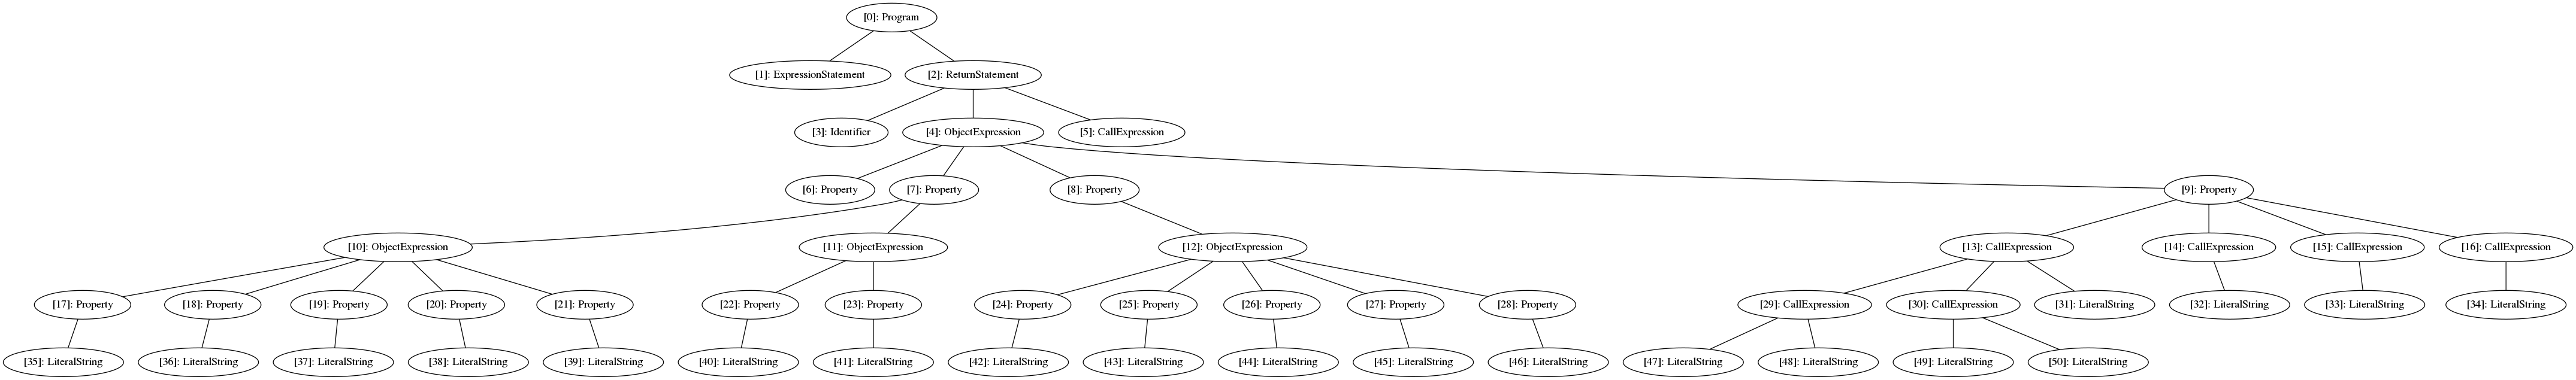 [0]: Program
[1]: ExpressionStatement
[2]: ReturnStatement
[3]: Identifier
[4]: ObjectExpression
[5]: CallExpression
[6]: Property
[7]: Property
[8]: Property
[9]: Property
[10]: ObjectExpression
[11]: ObjectExpression
[12]: ObjectExpression
[13]: CallExpression
[14]: CallExpression
[15]: CallExpression
[16]: CallExpression
[17]: Property
[18]: Property
[19]: Property
[20]: Property
[21]: Property
[22]: Property
[23]: Property
[24]: Property
[25]: Property
[26]: Property
[27]: Property
[28]: Property
[29]: CallExpression
[30]: CallExpression
[31]: LiteralString
[32]: LiteralString
[33]: LiteralString
[34]: LiteralString
[35]: LiteralString
[36]: LiteralString
[37]: LiteralString
[38]: LiteralString
[39]: LiteralString
[40]: LiteralString
[41]: LiteralString
[42]: LiteralString
[43]: LiteralString
[44]: LiteralString
[45]: LiteralString
[46]: LiteralString
[47]: LiteralString
[48]: LiteralString
[49]: LiteralString
[50]: LiteralString